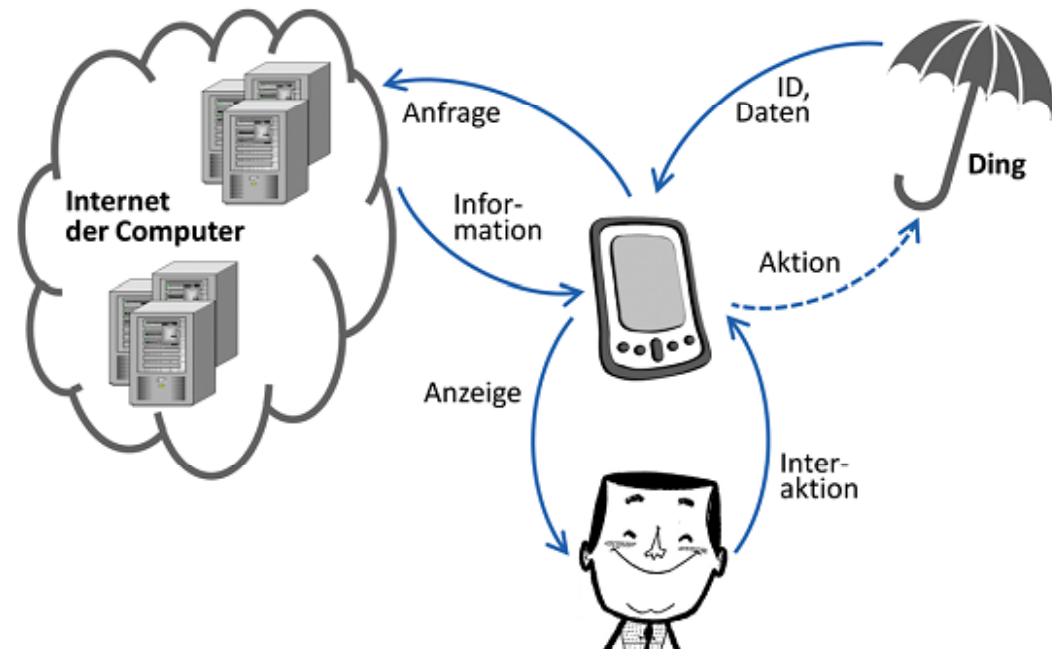 Anfrage
ID,
Daten
Ding
Internet
der Computer
Infor-
mation
Aktion
Anzeige
Inter-
aktion